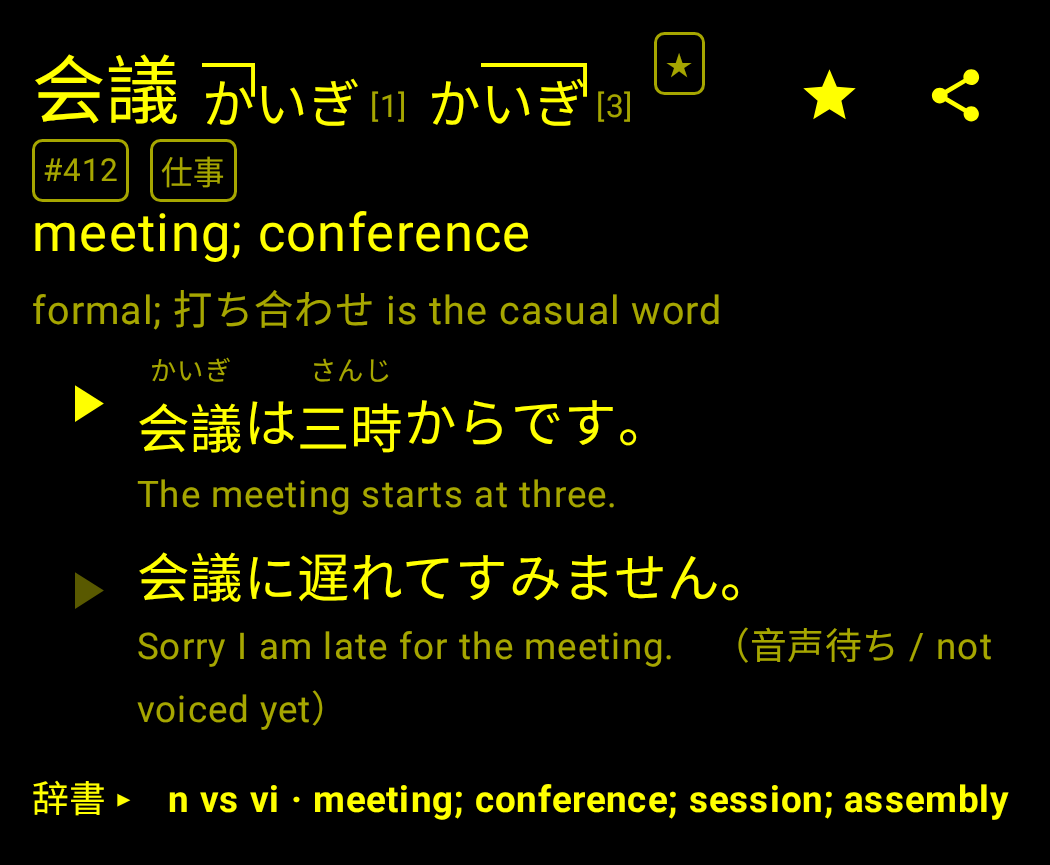 会議 かいぎ [1] かいぎ [3] ★
#412 仕事
meeting; conference
formal; 打ち合わせ is the casual word
かいぎ さんじ
会議は三時からです。
The meeting starts at three.
会議に遅れてすみません。
Sorry I am late for the meeting. （音声待ち / not
voiced yet）
辞書 ▸ n vs vi · meeting; conference; session; assembly